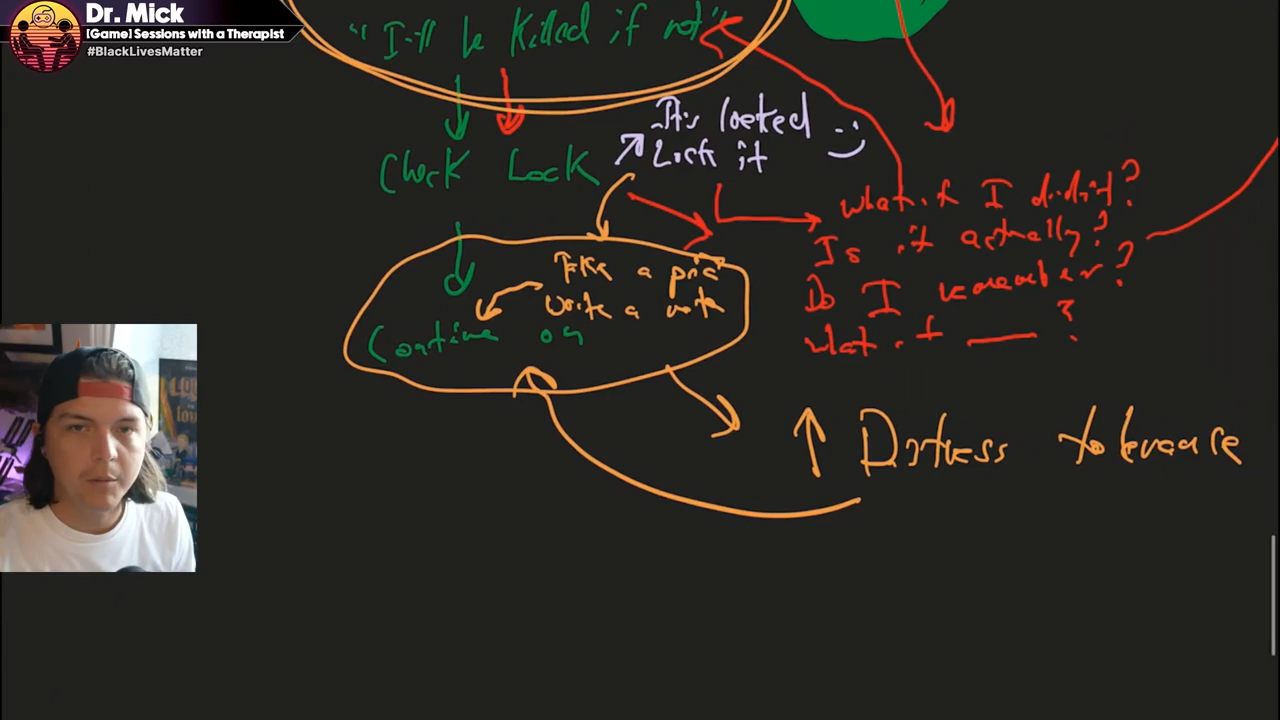 Dr. Mick
[Game] Sessions with a Therapist
#BlackLivesMatter
"I'll be killed if not"
It's locked :)
Lock it
Check Lock
What if I didn't?
Is it actually?
Do I remember?
what if ___ ?
Take a pic
Write a note
Continue on
↑ Distress tolerance